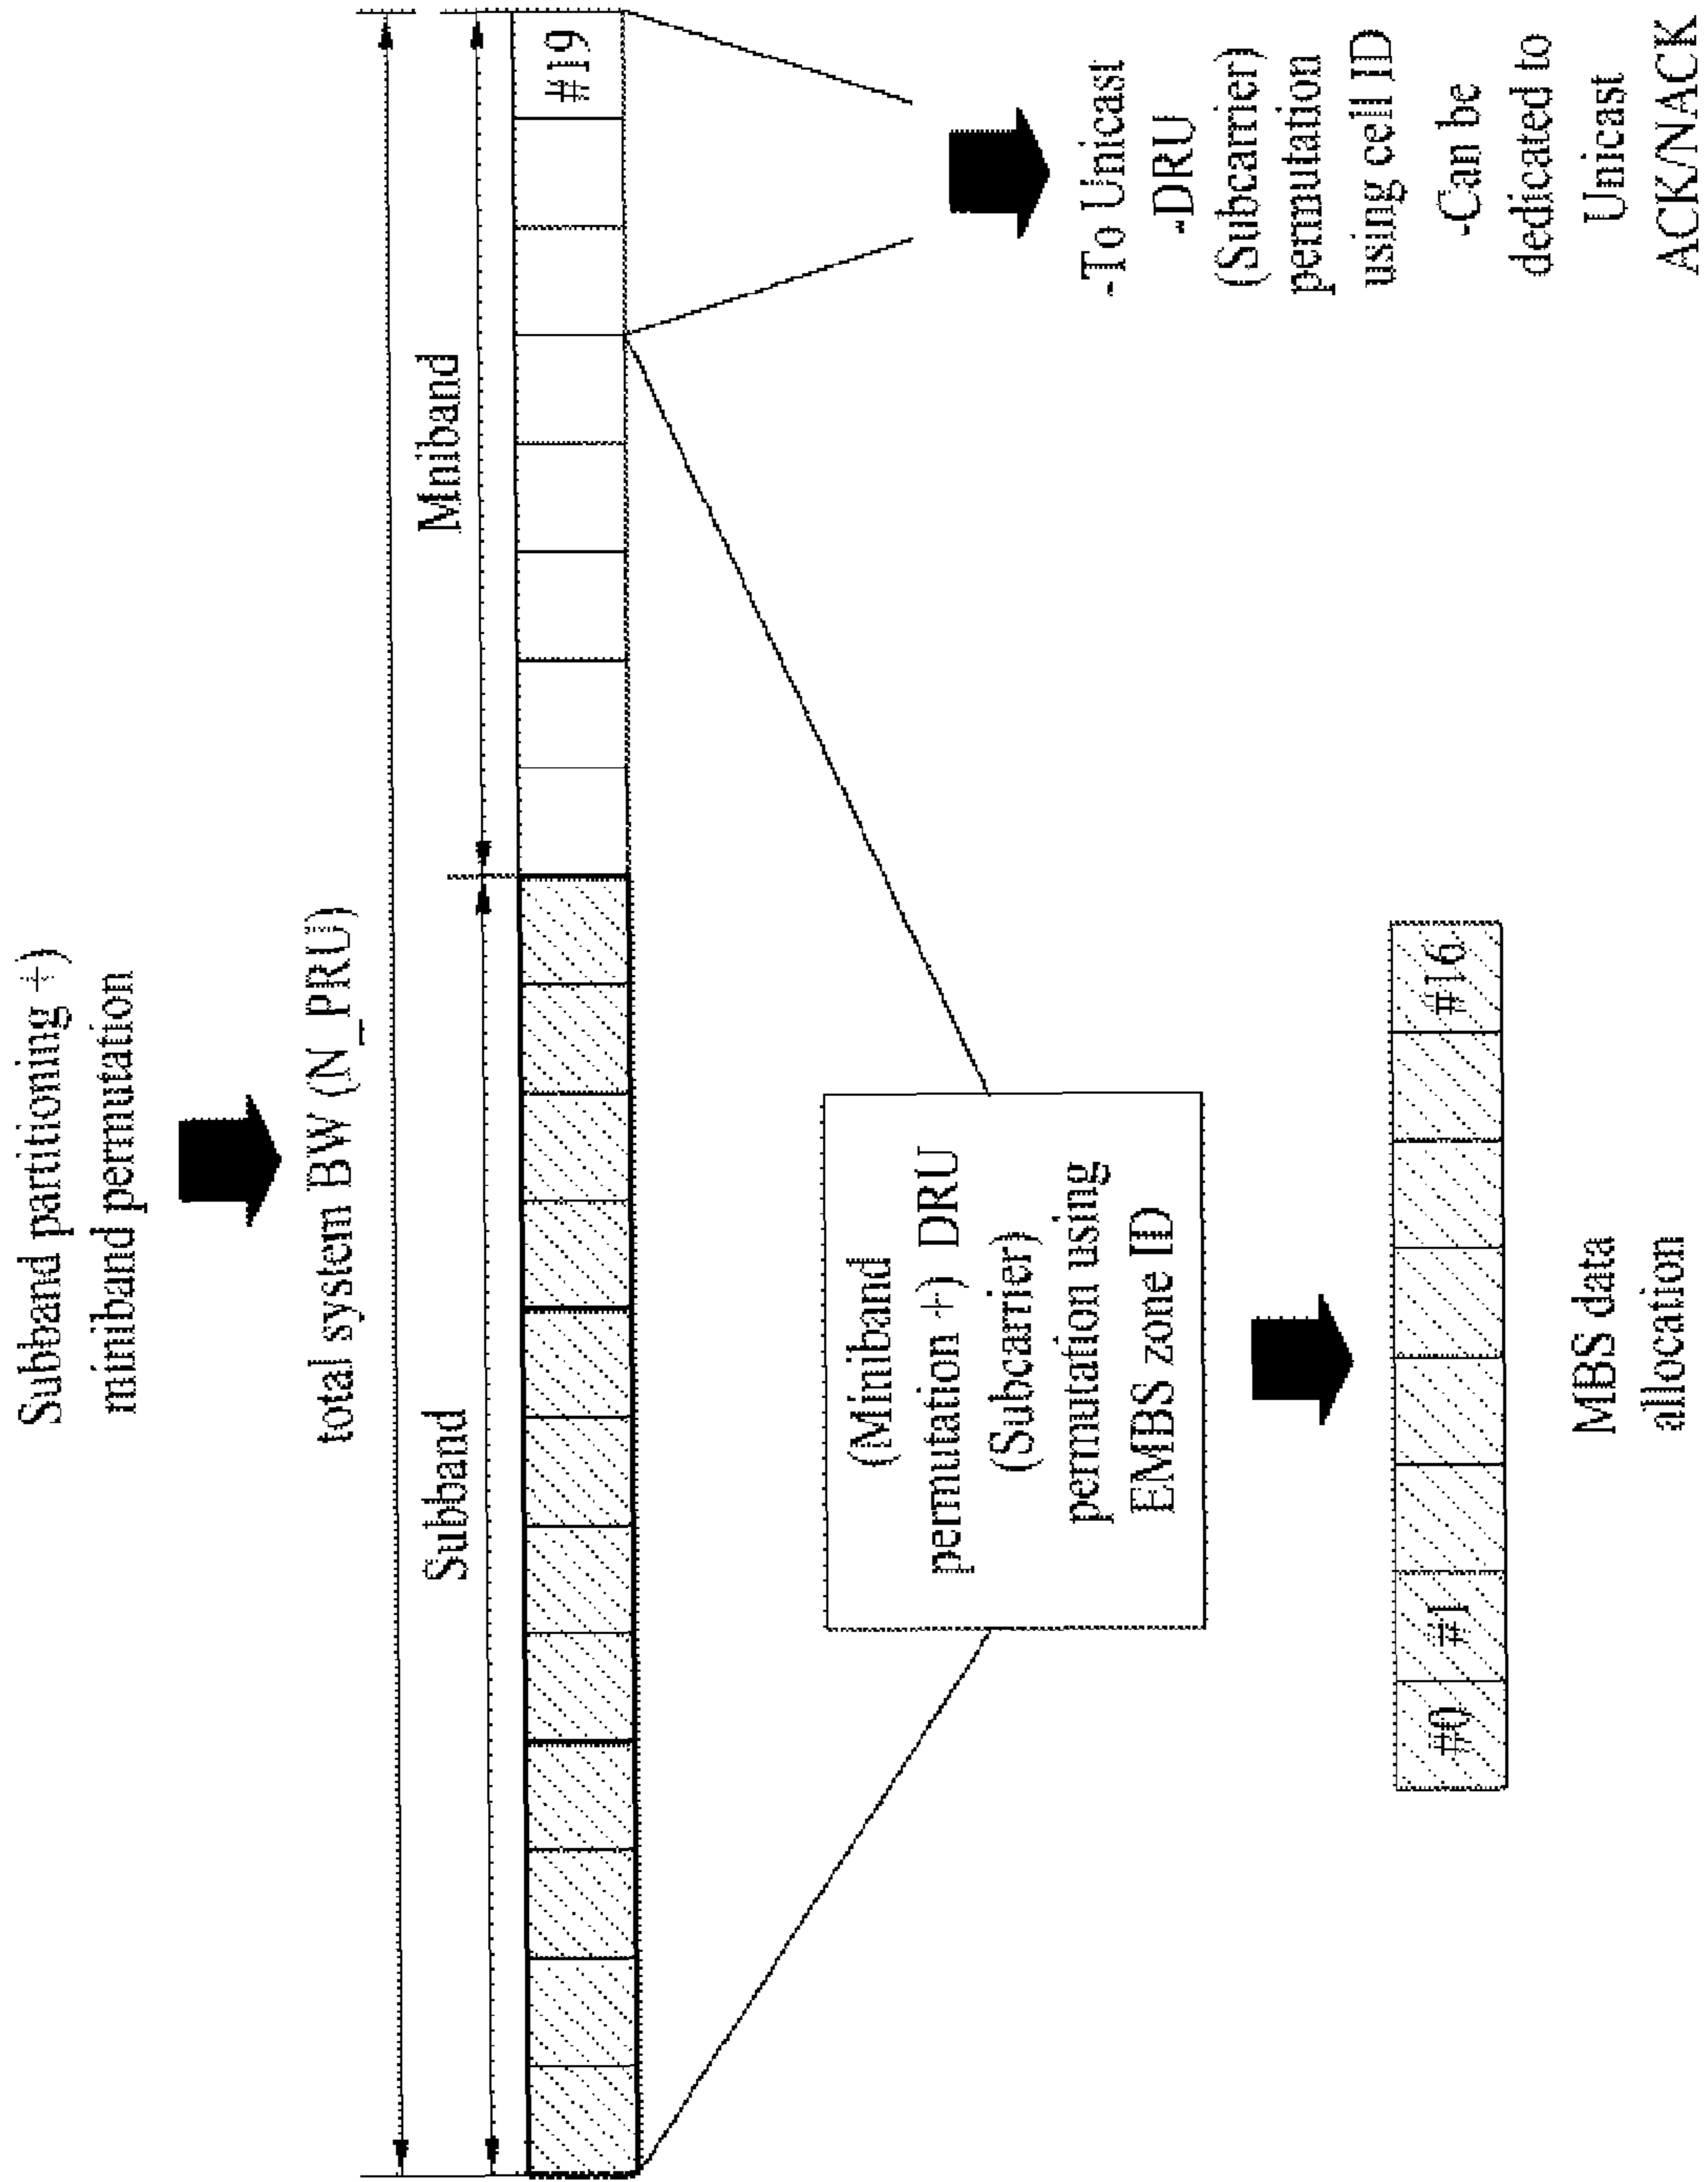 Subband partitioning +)
miniband permutation
total system BW (N_PRU)
Subband
Mniband
#19
(Miniband
permutation +) DRU
(Subcarrier)
permutation using
EMBS zone ID
-To Unicast
-DRU
(Subcarrier)
permutation
using cell ID
-Can be
dedicated to
Unicast
ACK/NACK
#0
#1
#16
MBS data
allocation